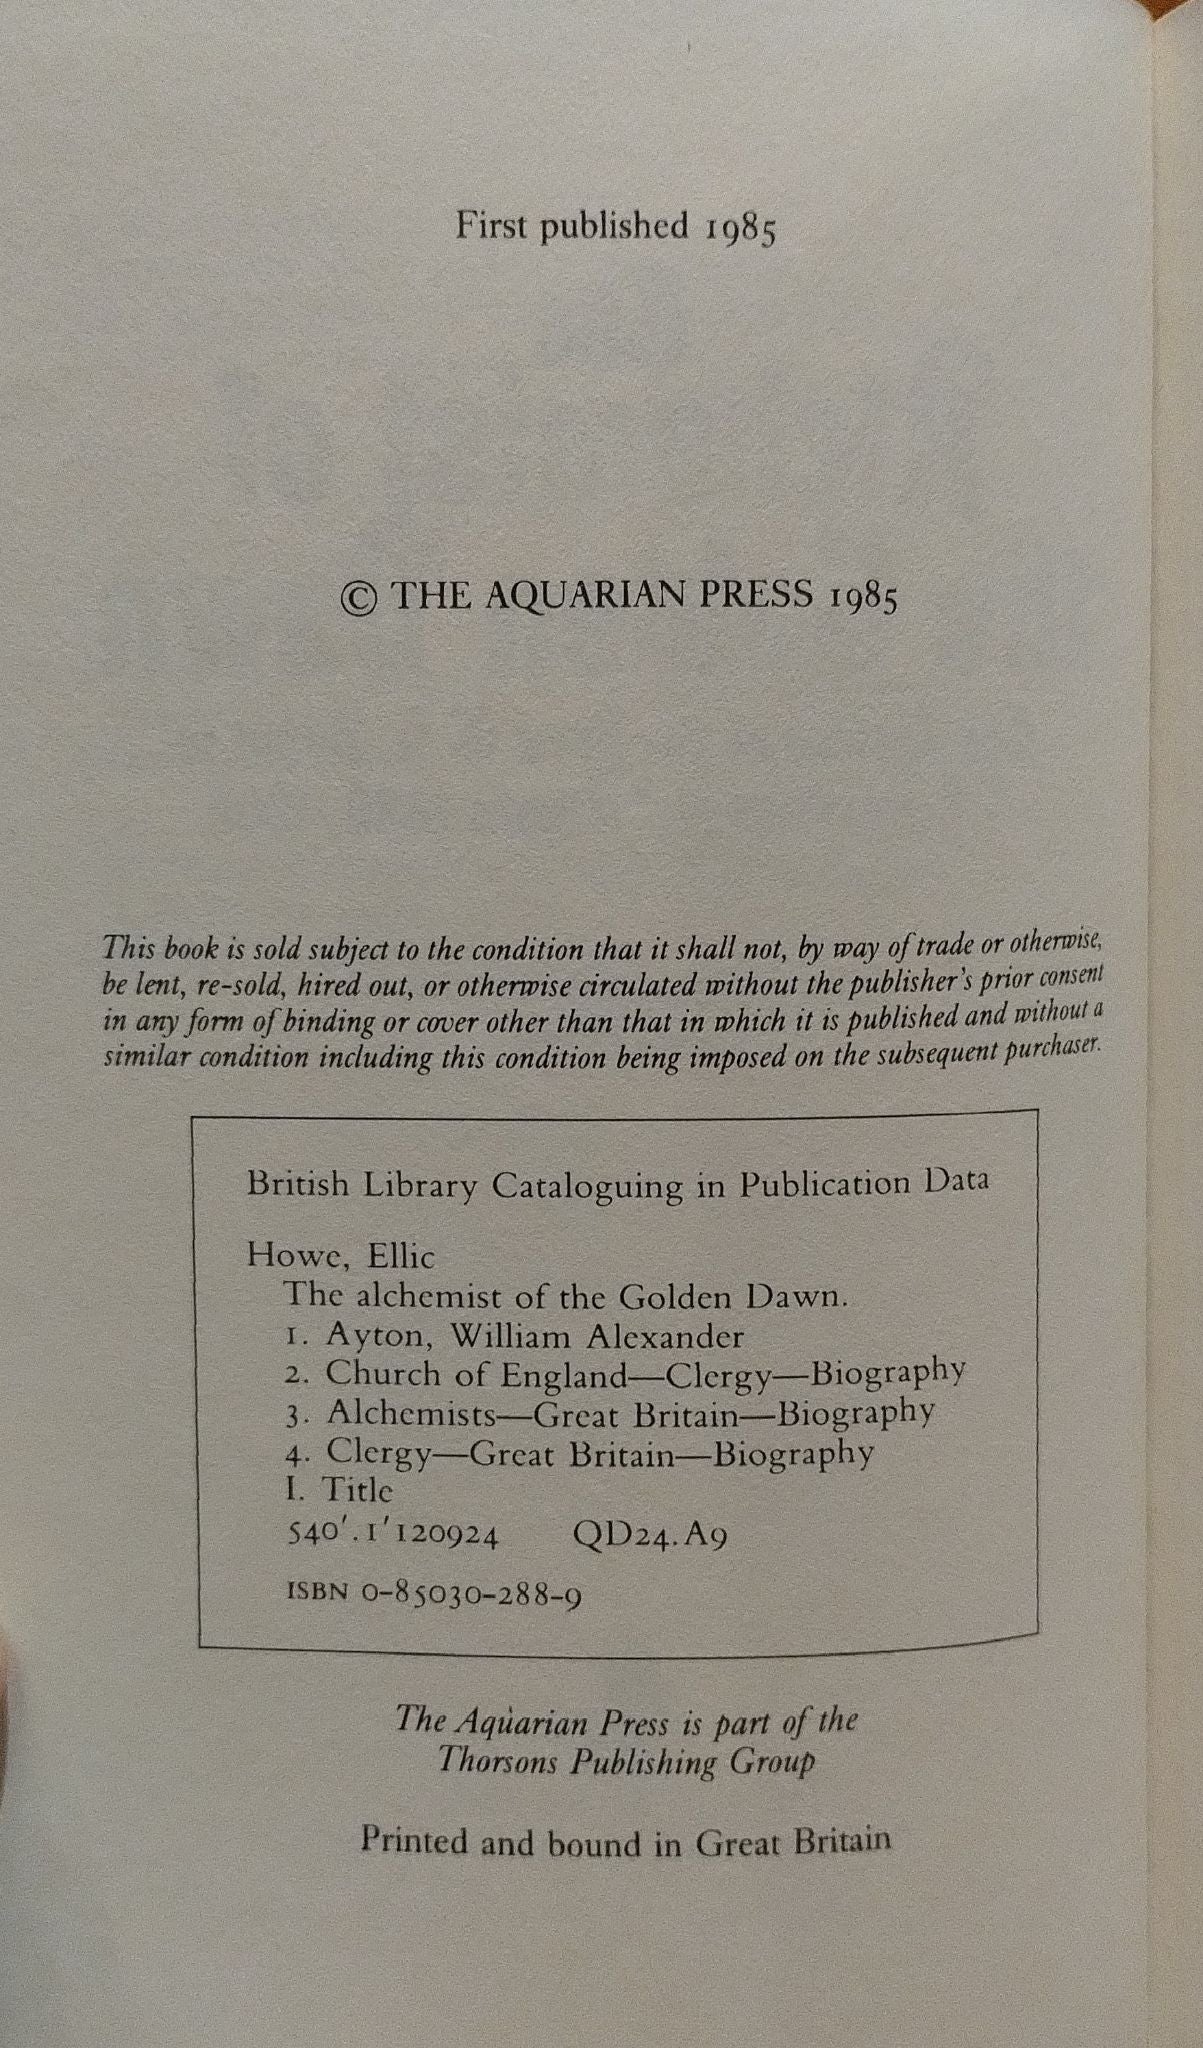 First published 1985
© THE AQUARIAN PRESS 1985
This book is sold subject to the condition that it shall not, by way of trade or otherwise,
be lent, re-sold, hired out, or otherwise circulated without the publisher's prior consent
in any form of binding or cover other than that in which it is published and without a
similar condition including this condition being imposed on the subsequent purchaser.
British Library Cataloguing in Publication Data
Howe, Ellic
The alchemist of the Golden Dawn.
1. Ayton, William Alexander
2. Church of England—Clergy—Biography
3. Alchemists—Great Britain—Biography
4. Clergy—Great Britain—Biography
I. Title
540'.1'120924 QD24.A9
ISBN 0-85030-288-9
The Aquarian Press is part of the
Thorsons Publishing Group
Printed and bound in Great Britain